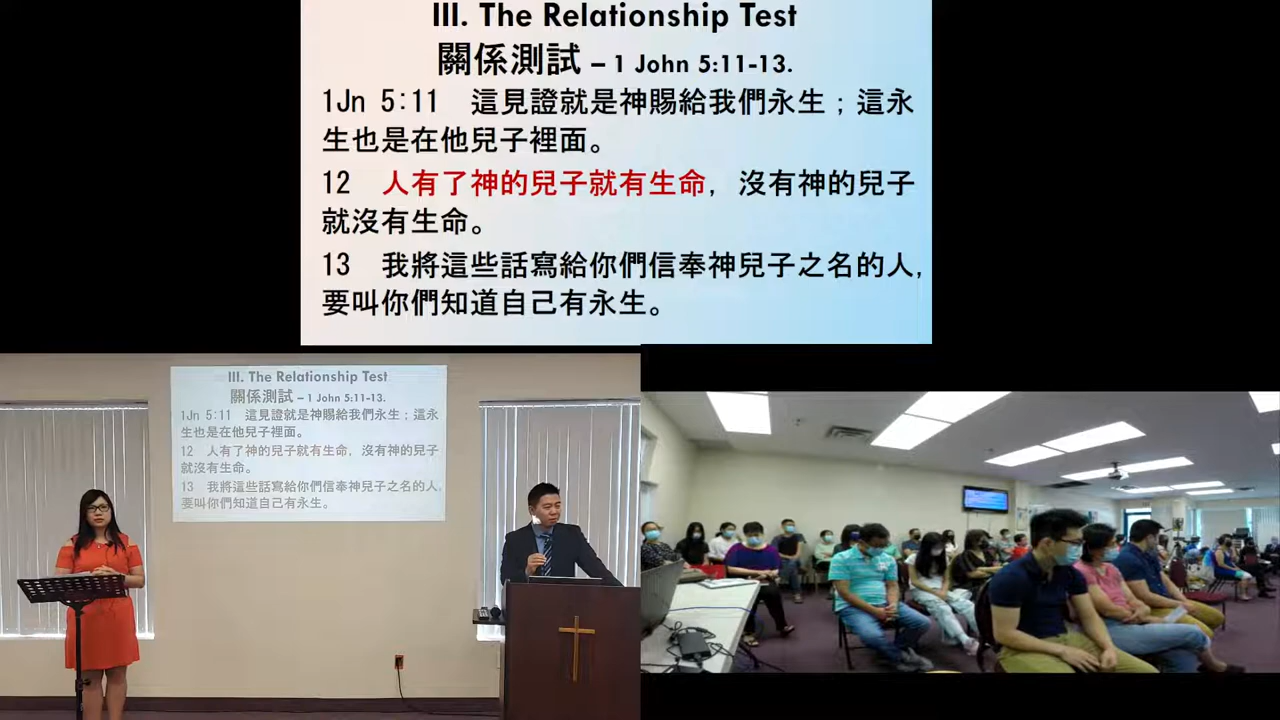 III. The Relationship Test
關係測試 – 1 John 5:11-13.
1Jn 5:11 這見證就是神賜給我們永生；這永
生也是在他兒子裡面。
12 人有了神的兒子就有生命，沒有神的兒子
就沒有生命。
13 我將這些話寫給你們信奉神兒子之名的人,
要叫你們知道自己有永生。
III. The Relationship Test
關係測試 – 1 John 5:11-13.
1Jn 5:11 這見證就是神賜給我們永生；這永
生也是在他兒子裡面。
12 人有了神的兒子就有生命，沒有神的兒子
就沒有生命。
13 我將這些話寫給你們信奉神兒子之名的人,
要叫你們知道自己有永生。